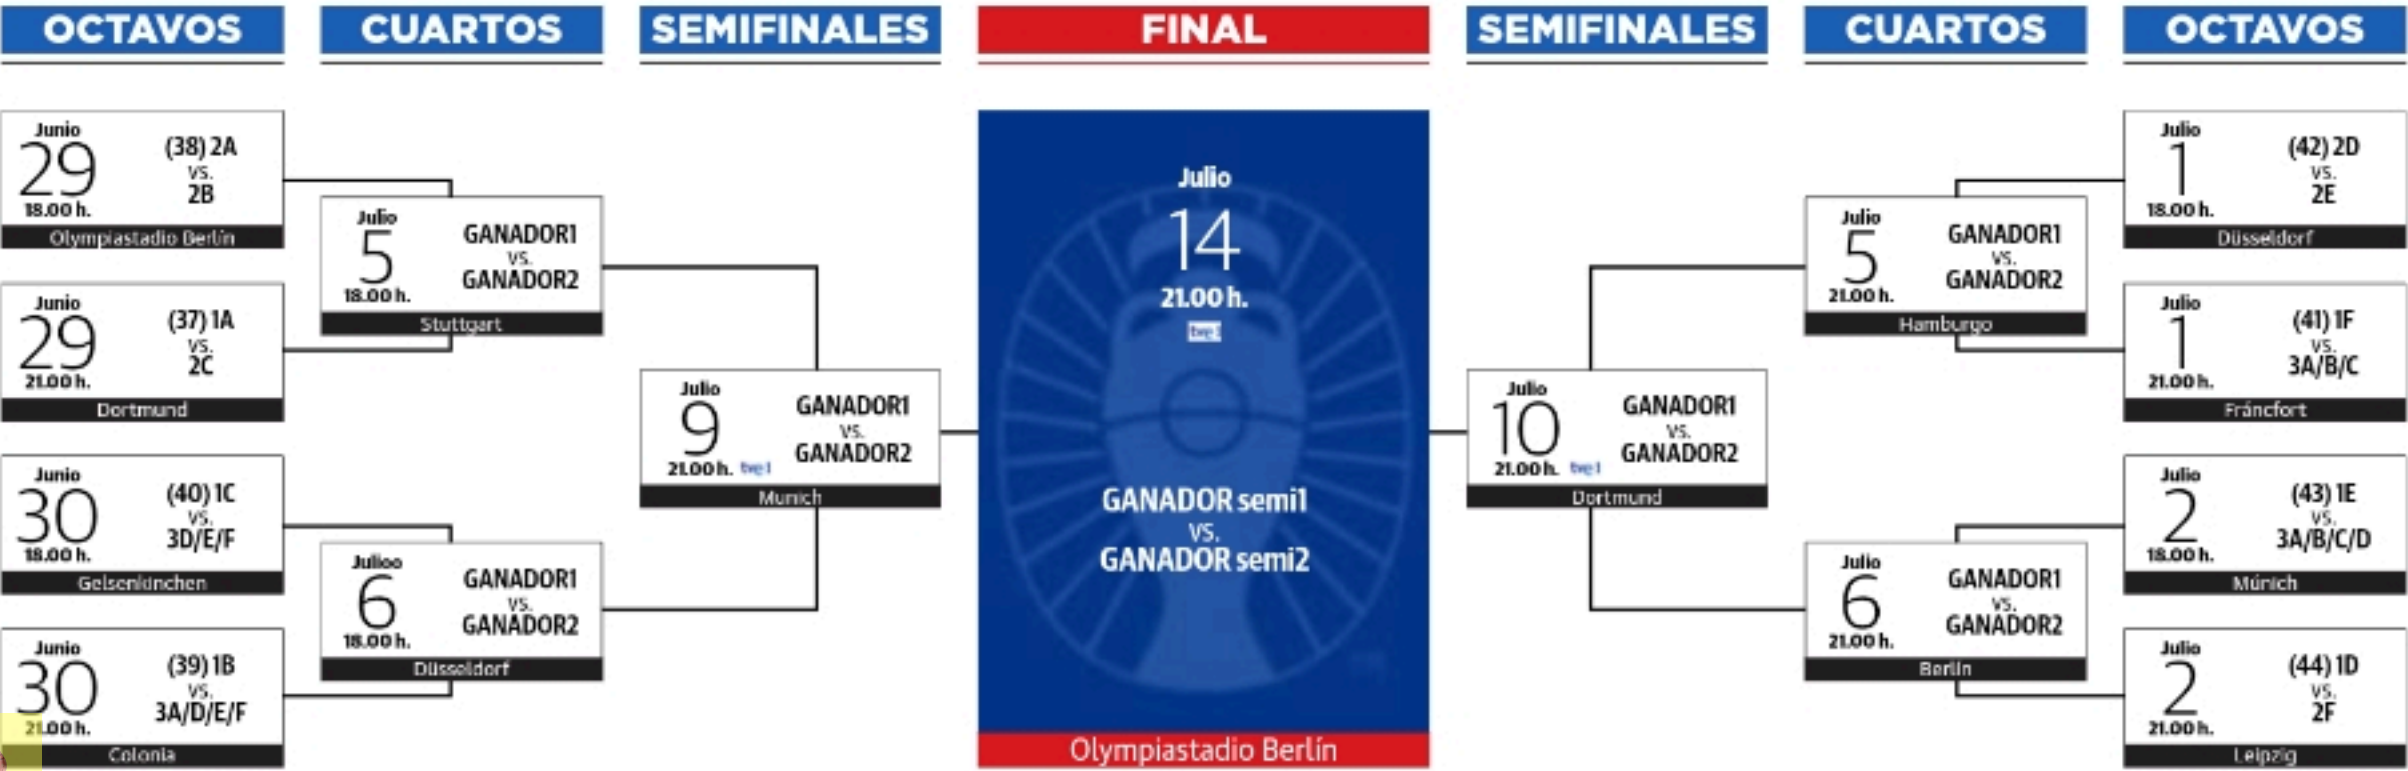 OCTAVOS
CUARTOS
SEMIFINALES
FINAL
SEMIFINALES
CUARTOS
OCTAVOS
Junio
29
18.00 h.
(38) 2A
VS.
2B
Olympiastadio Berlín
Junio
29
21.00 h.
(37) 1A
VS.
2C
Dortmund
Junio
30
18.00 h.
(40) 1C
VS.
3D/E/F
Gelsenkinchen
Junio
30
21.00 h.
(39) 1B
VS.
3A/D/E/F
Colonia
Julio
5
18.00 h.
GANADOR1
VS.
GANADOR2
Stuttgart
Julioo
6
18.00 h.
GANADOR1
VS.
GANADOR2
Düsseldorf
Julio
9
21.00 h. tve1
GANADOR1
VS.
GANADOR2
Munich
Julio
14
21.00 h.
tve1
GANADOR semi1
VS.
GANADOR semi2
Olympiastadio Berlín
Julio
10
21.00 h. tve1
GANADOR1
VS.
GANADOR2
Dortmund
Julio
5
21.00 h.
GANADOR1
VS.
GANADOR2
Hamburgo
Julio
6
21.00 h.
GANADOR1
VS.
GANADOR2
Berlín
Julio
1
18.00 h.
(42) 2D
VS.
2E
Düsseldorf
Julio
1
21.00 h.
(41) 1F
VS.
3A/B/C
Fráncfort
Julio
2
18.00 h.
(43) 1E
VS.
3A/B/C/D
Múnich
Julio
2
21.00 h.
(44) 1D
VS.
2F
Leipzig